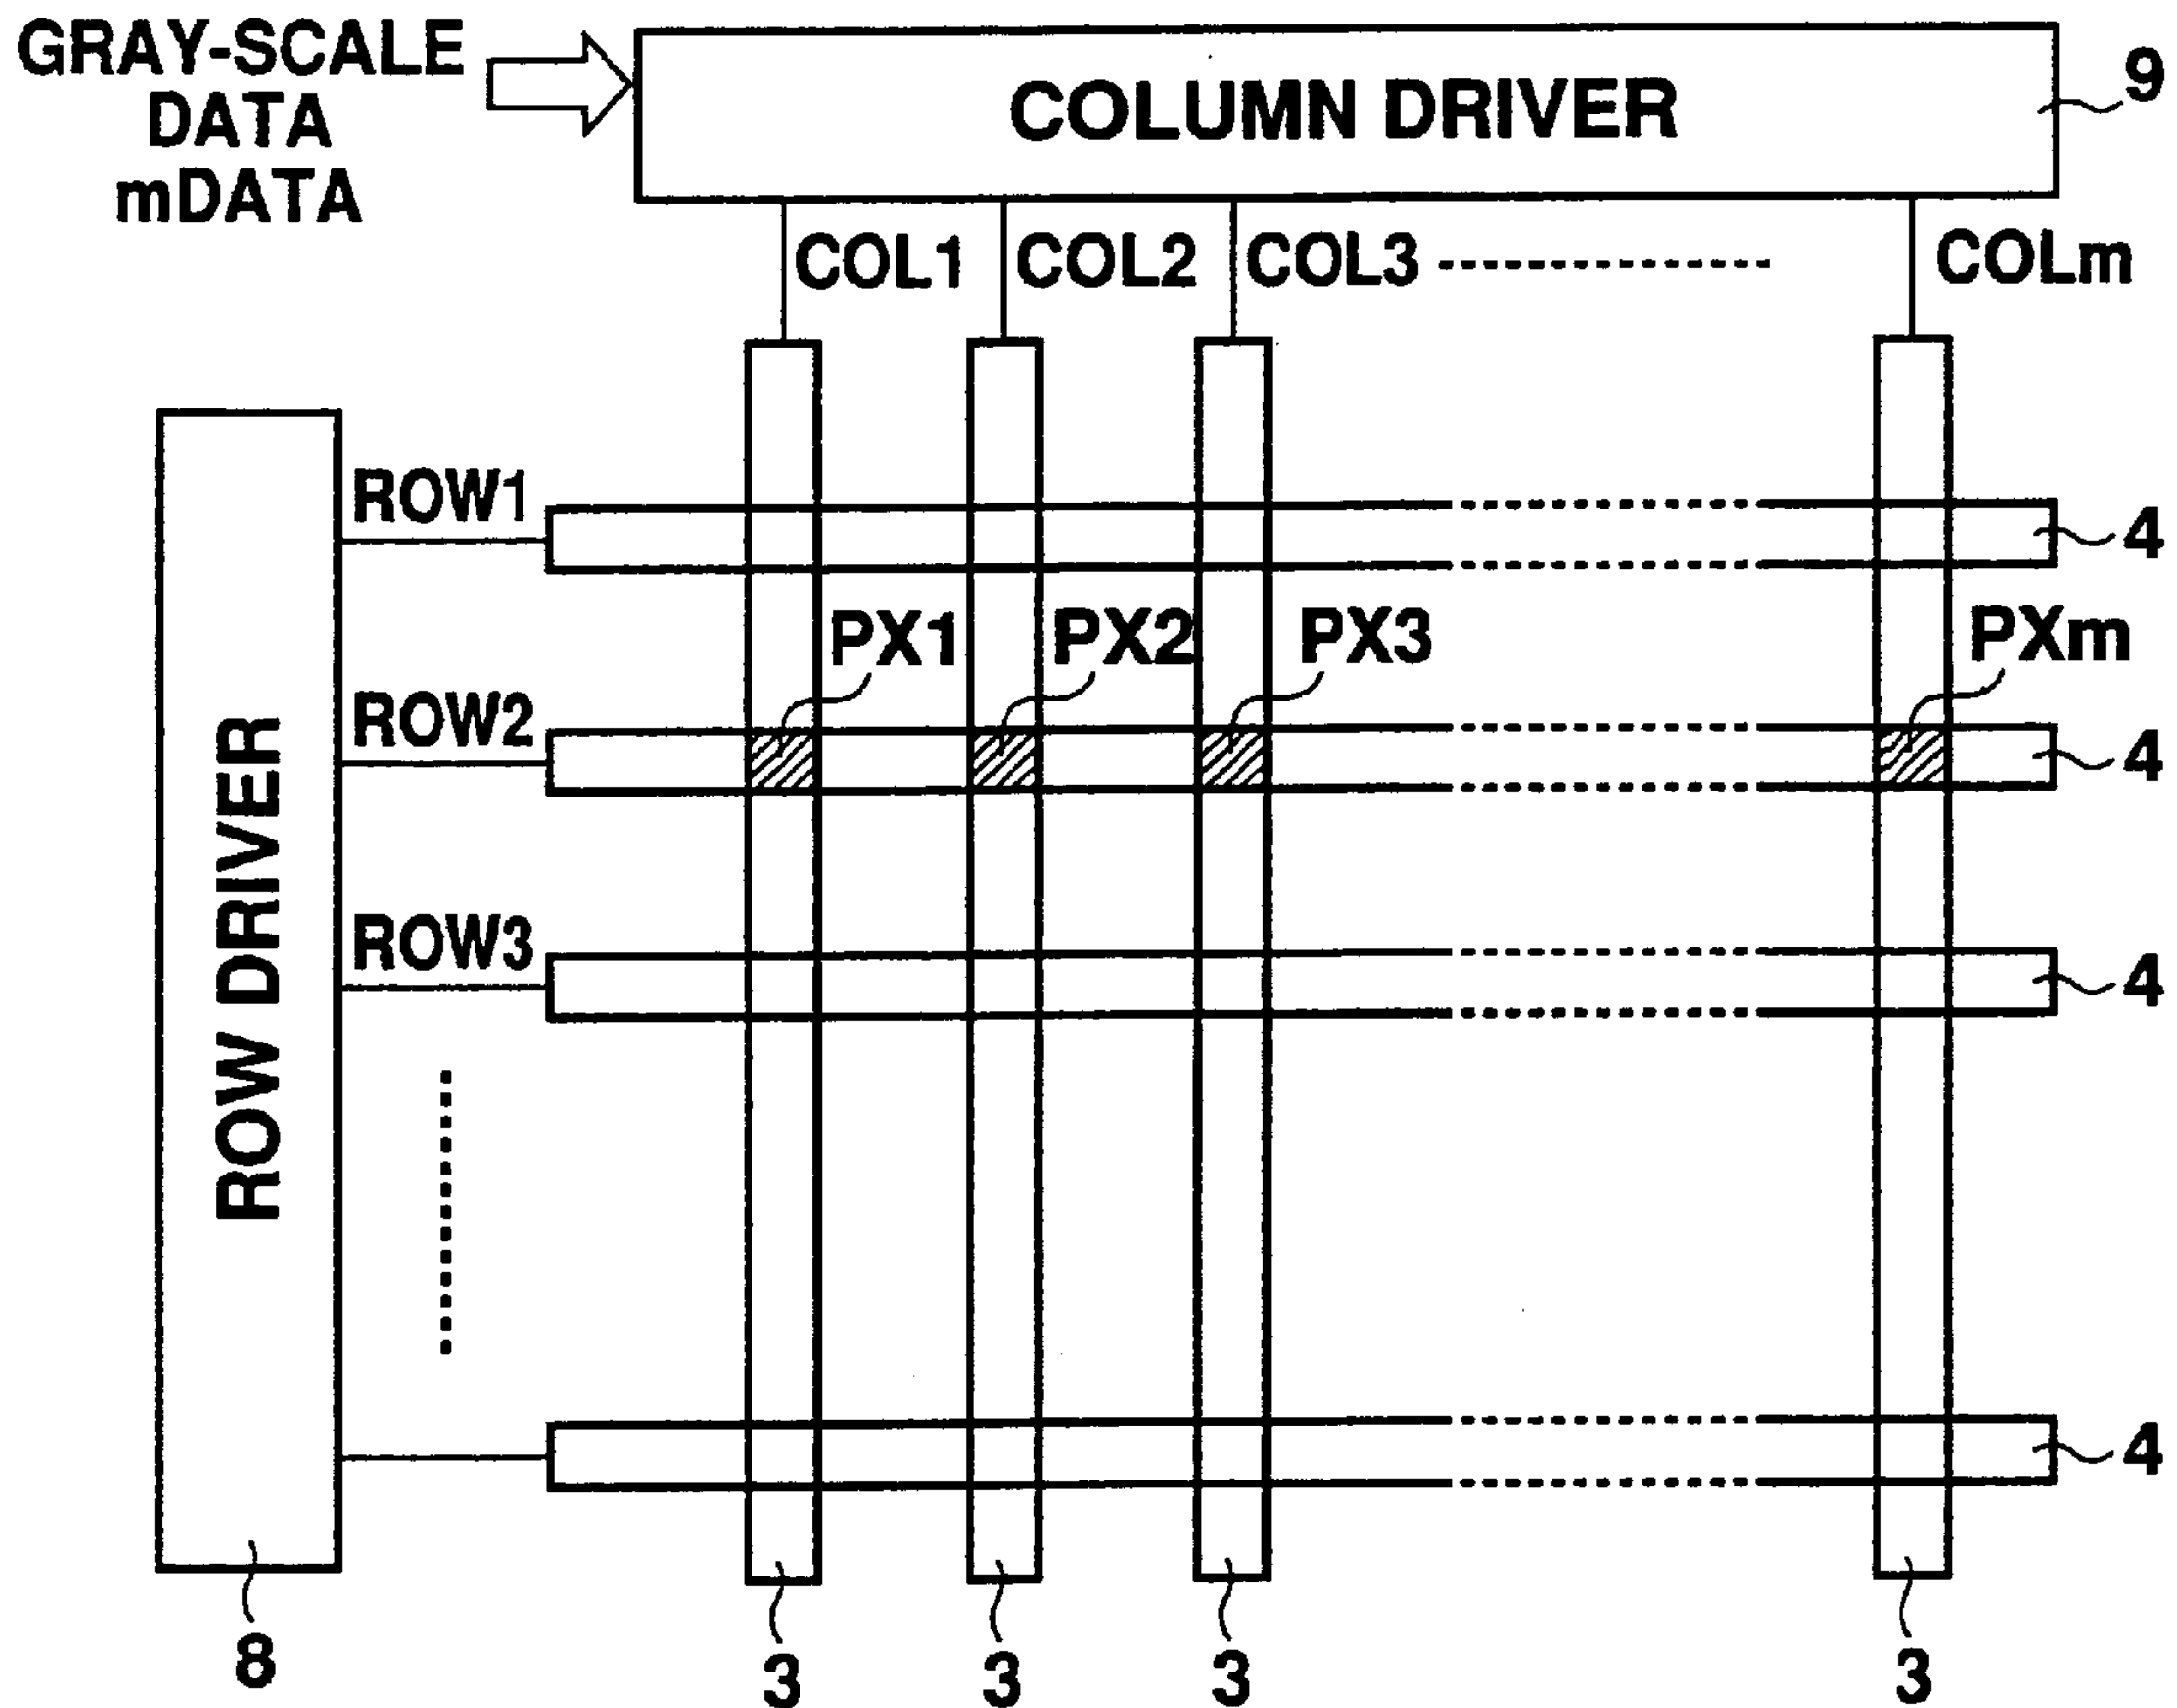 GRAY-SCALE
DATA
mDATA
COLUMN DRIVER
9
COL1 COL2 COL3 COLm
ROW1
4
PX1 PX2 PX3 PXm
ROW2
4
ROW DRIVER
ROW3
4
4
8
3 3 3 3